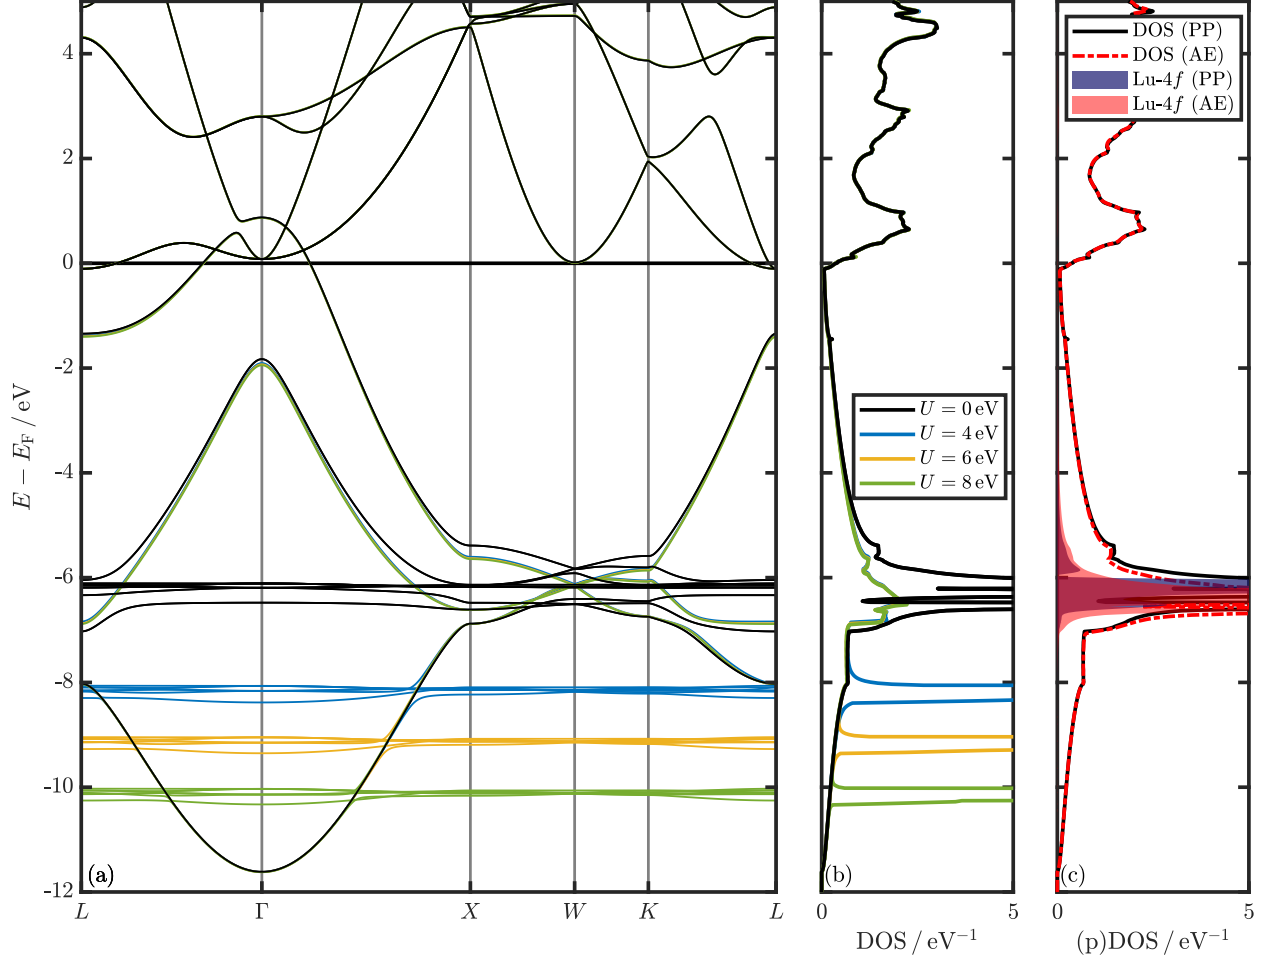 E − E_F / eV
4
2
0
-2
-4
-6
-8
-10
-12
(a)
L Γ X W K L
U = 0 eV
U = 4 eV
U = 6 eV
U = 8 eV
(b)
0 5
DOS / eV⁻¹
DOS (PP)
DOS (AE)
Lu-4f (PP)
Lu-4f (AE)
(c)
0 5
(p)DOS / eV⁻¹